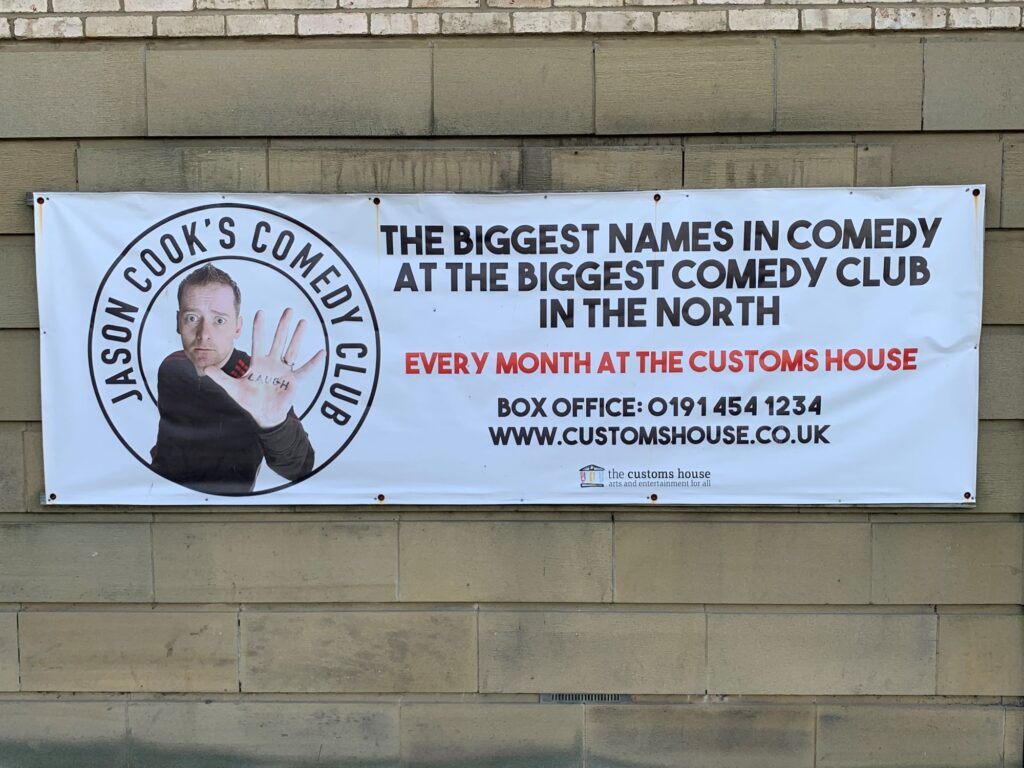 JASON COOK'S COMEDY CLUB
LAUGH
THE BIGGEST NAMES IN COMEDY
AT THE BIGGEST COMEDY CLUB
IN THE NORTH
EVERY MONTH AT THE CUSTOMS HOUSE
BOX OFFICE: 0191 454 1234
WWW.CUSTOMSHOUSE.CO.UK
the customs house
arts and entertainment for all